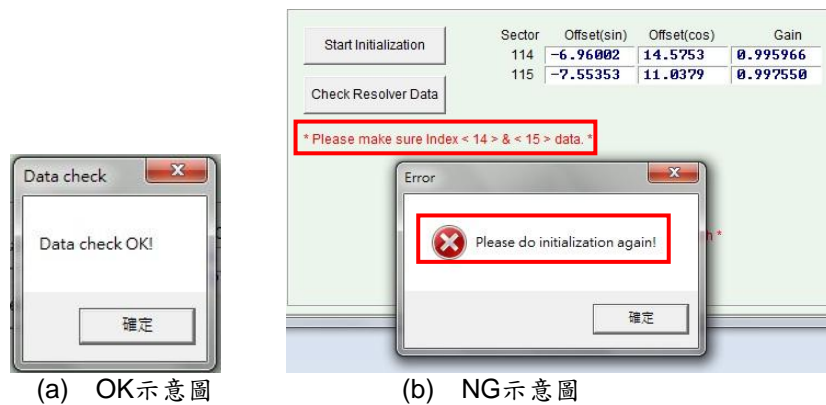 Start Initialization
Sector Offset(sin) Offset(cos) Gain
114 -6.96002 14.5753 0.995966
115 -7.55353 11.0379 0.997550
Check Resolver Data
* Please make sure Index < 14 > & < 15 > data. *
Data check
Data check OK!
確定
Error
Please do initialization again!
h *
確定
(a) OK示意圖
(b) NG示意圖